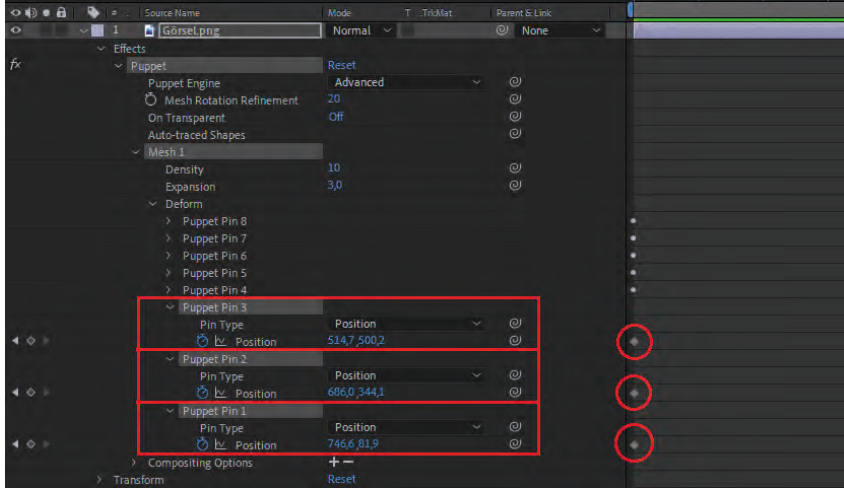 Source Name Mode T .TrkMat Parent & Link
1 Görsel.png Normal None
Effects
fx Puppet Reset
Puppet Engine Advanced
Mesh Rotation Refinement 20
On Transparent Off
Auto-traced Shapes
Mesh 1
Density 10
Expansion 3,0
Deform
Puppet Pin 8
Puppet Pin 7
Puppet Pin 6
Puppet Pin 5
Puppet Pin 4
Puppet Pin 3
Pin Type Position
Position 514,7 ,500,2
Puppet Pin 2
Pin Type Position
Position 686,0 ,344,1
Puppet Pin 1
Pin Type Position
Position 746,6 ,81,9
Compositing Options + −
Transform Reset